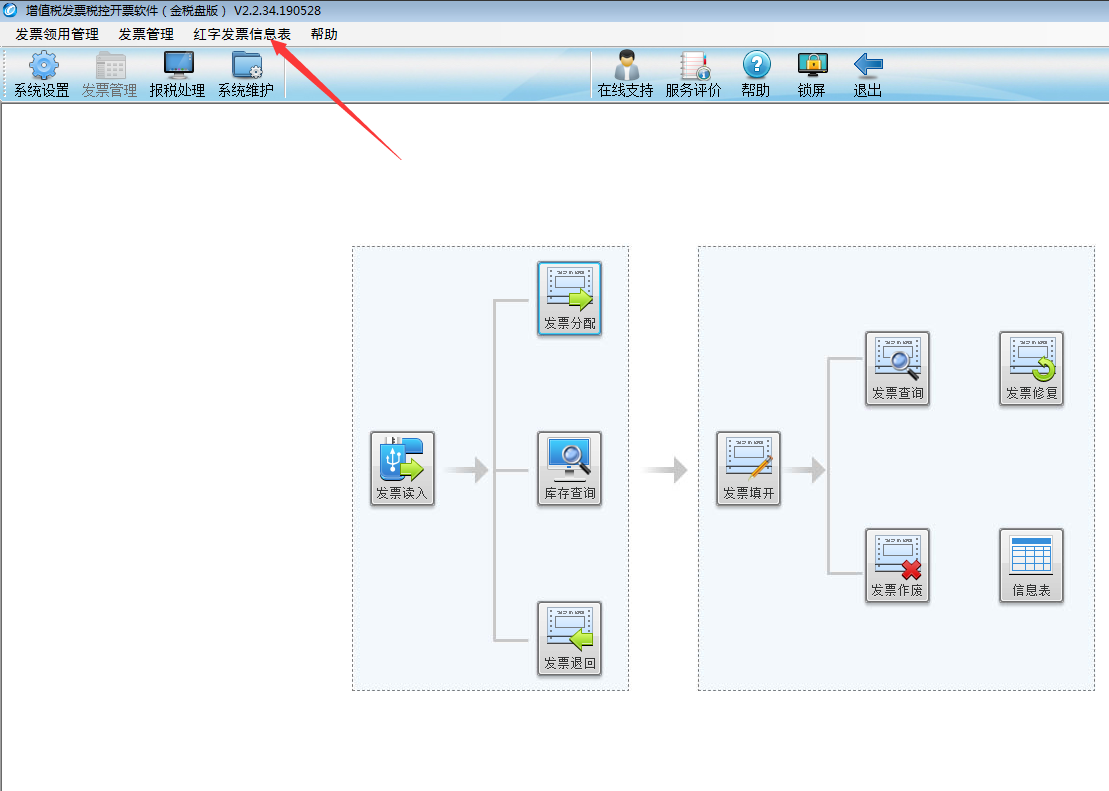 增值税发票税控开票软件（金税盘版） V2.2.34.190528
发票领用管理 发票管理 红字发票信息表 帮助
系统设置 发票管理 报税处理 系统维护 在线支持 服务评价 帮助 锁屏 退出
发票分配
发票查询 发票修复
发票读入 库存查询 发票填开
发票作废 信息表
发票退回